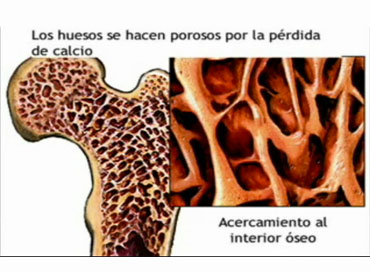 Los huesos se hacen porosos por la pérdida
de calcio
Acercamiento al
interior óseo